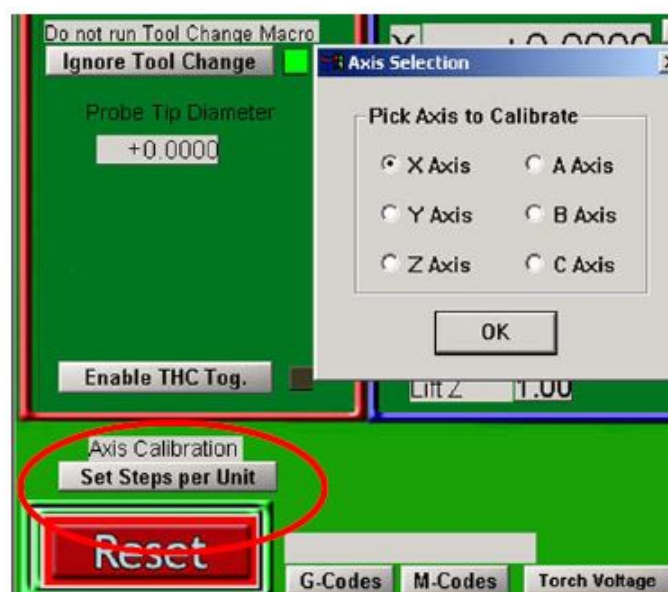 Do not run Tool Change Macro
Ignore Tool Change
Probe Tip Diameter
+0.0000
Enable THC Tog.
X +0.0000
Axis Selection
Pick Axis to Calibrate
X Axis A Axis
Y Axis B Axis
Z Axis C Axis
OK
Lift Z 1.00
Axis Calibration
Set Steps per Unit
Reset
G-Codes M-Codes Torch Voltage